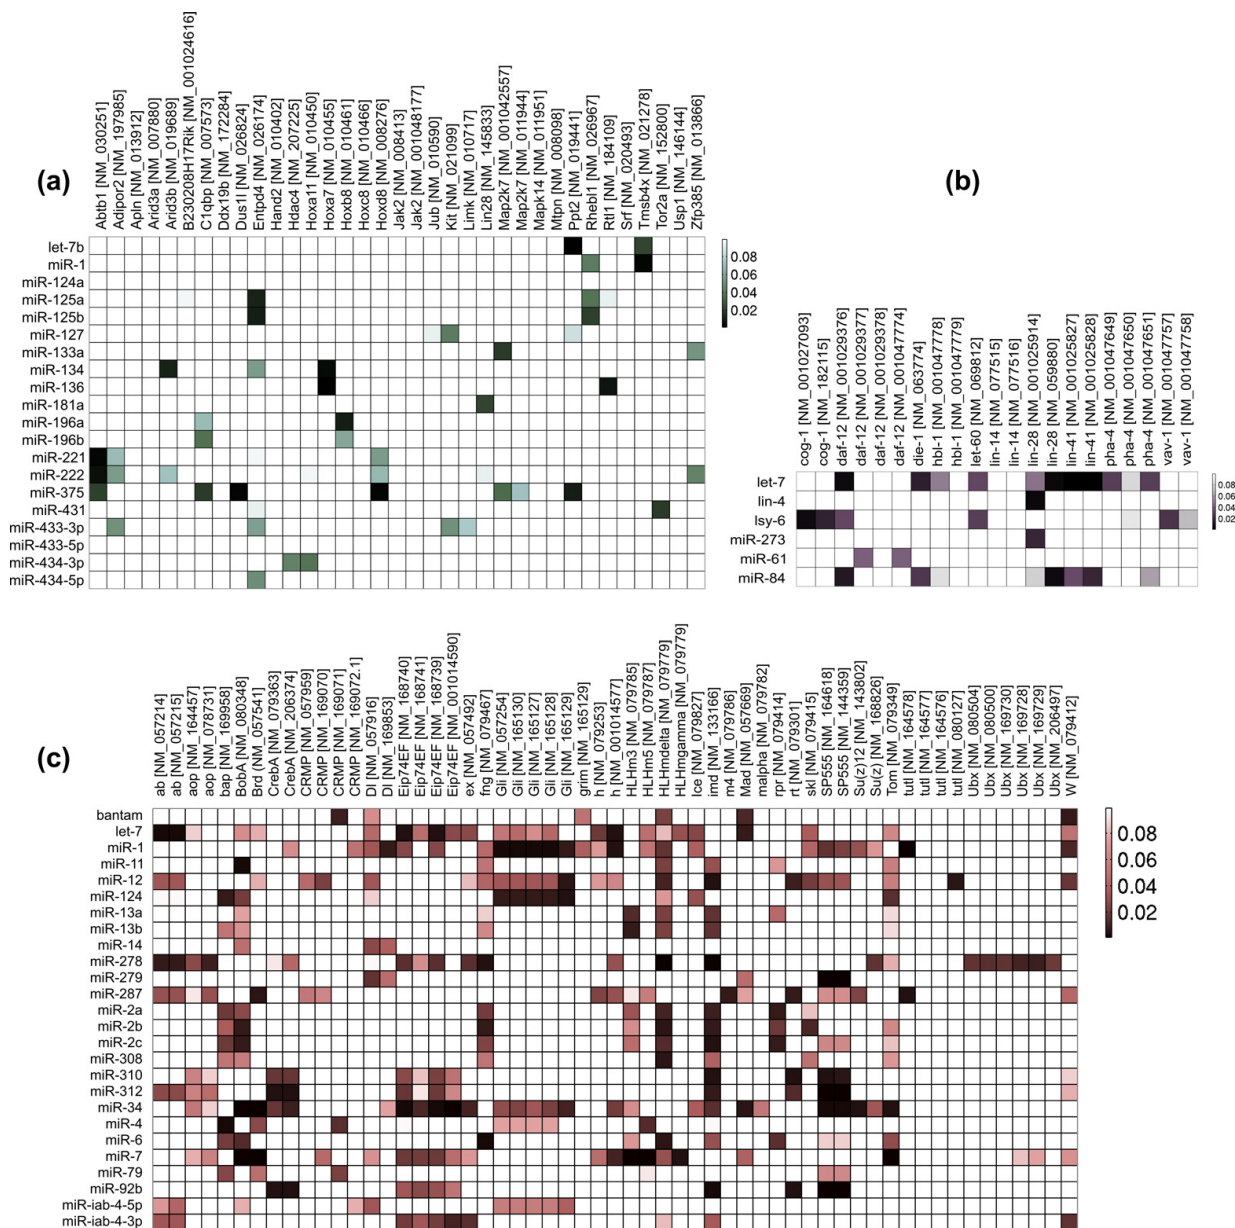 (a)
Abtb1 [NM_030251]
Adipor2 [NM_197985]
Apln [NM_013912]
Arid3a [NM_007880]
Arid3b [NM_019689]
B230208H17Rik [NM_001024616]
C1qbp [NM_007573]
Ddx19b [NM_172284]
Dus1l [NM_026824]
Entpd4 [NM_026174]
Hand2 [NM_010402]
Hdac4 [NM_207225]
Hoxa11 [NM_010450]
Hoxa7 [NM_010455]
Hoxb8 [NM_010461]
Hoxc8 [NM_010466]
Hoxd8 [NM_008276]
Jak2 [NM_008413]
Jak2 [NM_001048177]
Jub [NM_010590]
Kit [NM_021099]
Limk [NM_010717]
Lin28 [NM_145833]
Map2k7 [NM_001042557]
Map2k7 [NM_011944]
Mapk14 [NM_011951]
Mtpn [NM_008098]
Ppt2 [NM_019441]
Rhebl1 [NM_026967]
Rtl1 [NM_184109]
Srf [NM_020493]
Tmsb4x [NM_021278]
Tor2a [NM_152800]
Usp1 [NM_146144]
Zfp385 [NM_013866]
let-7b
miR-1
miR-124a
miR-125a
miR-125b
miR-127
miR-133a
miR-134
miR-136
miR-181a
miR-196a
miR-196b
miR-221
miR-222
miR-375
miR-431
miR-433-3p
miR-433-5p
miR-434-3p
miR-434-5p
0.08
0.06
0.04
0.02
(b)
cog-1 [NM_001027093]
cog-1 [NM_182115]
daf-12 [NM_001029376]
daf-12 [NM_001029377]
daf-12 [NM_001029378]
daf-12 [NM_001047774]
die-1 [NM_063774]
hbl-1 [NM_001047778]
hbl-1 [NM_001047779]
let-60 [NM_069812]
lin-14 [NM_077515]
lin-14 [NM_077516]
lin-28 [NM_001025914]
lin-28 [NM_059880]
lin-41 [NM_001025827]
lin-41 [NM_001025828]
pha-4 [NM_001047649]
pha-4 [NM_001047650]
pha-4 [NM_001047651]
vav-1 [NM_001047757]
vav-1 [NM_001047758]
let-7
lin-4
lsy-6
miR-273
miR-61
miR-84
0.08
0.06
0.04
0.02
(c)
ab [NM_057214]
ab [NM_057215]
aop [NM_164457]
aop [NM_078731]
bap [NM_169958]
BobA [NM_080348]
Brd [NM_057541]
CrebA [NM_079363]
CrebA [NM_206374]
CRMP [NM_057959]
CRMP [NM_169070]
CRMP [NM_169071]
CRMP [NM_169072.1]
Dl [NM_057916]
Dl [NM_169853]
Eip74EF [NM_168740]
Eip74EF [NM_168741]
Eip74EF [NM_168739]
Eip74EF [NM_001014590]
ex [NM_057492]
fng [NM_079467]
Gli [NM_057254]
Gli [NM_165130]
Gli [NM_165127]
Gli [NM_165128]
Gli [NM_165129]
grim [NM_165129]
h [NM_079253]
h [NM_001014577]
HLHm3 [NM_079785]
HLHm5 [NM_079787]
HLHmdelta [NM_079779]
HLHmgamma [NM_079779]
Ice [NM_079827]
imd [NM_133166]
m4 [NM_079786]
Mad [NM_057669]
malpha [NM_079782]
rpr [NM_079414]
rt [NM_079301]
skl [NM_079415]
SP555 [NM_164618]
SP555 [NM_144359]
Su(z)12 [NM_143802]
Su(z) [NM_168826]
Tom [NM_079349]
tutl [NM_164578]
tutl [NM_164577]
tutl [NM_164576]
tutl [NM_080127]
Ubx [NM_080504]
Ubx [NM_080500]
Ubx [NM_169730]
Ubx [NM_169728]
Ubx [NM_169729]
Ubx [NM_206497]
W [NM_079412]
bantam
let-7
miR-1
miR-11
miR-12
miR-124
miR-13a
miR-13b
miR-14
miR-278
miR-279
miR-287
miR-2a
miR-2b
miR-2c
miR-308
miR-310
miR-312
miR-34
miR-4
miR-6
miR-7
miR-79
miR-92b
miR-iab-4-5p
miR-iab-4-3p
0.08
0.06
0.04
0.02